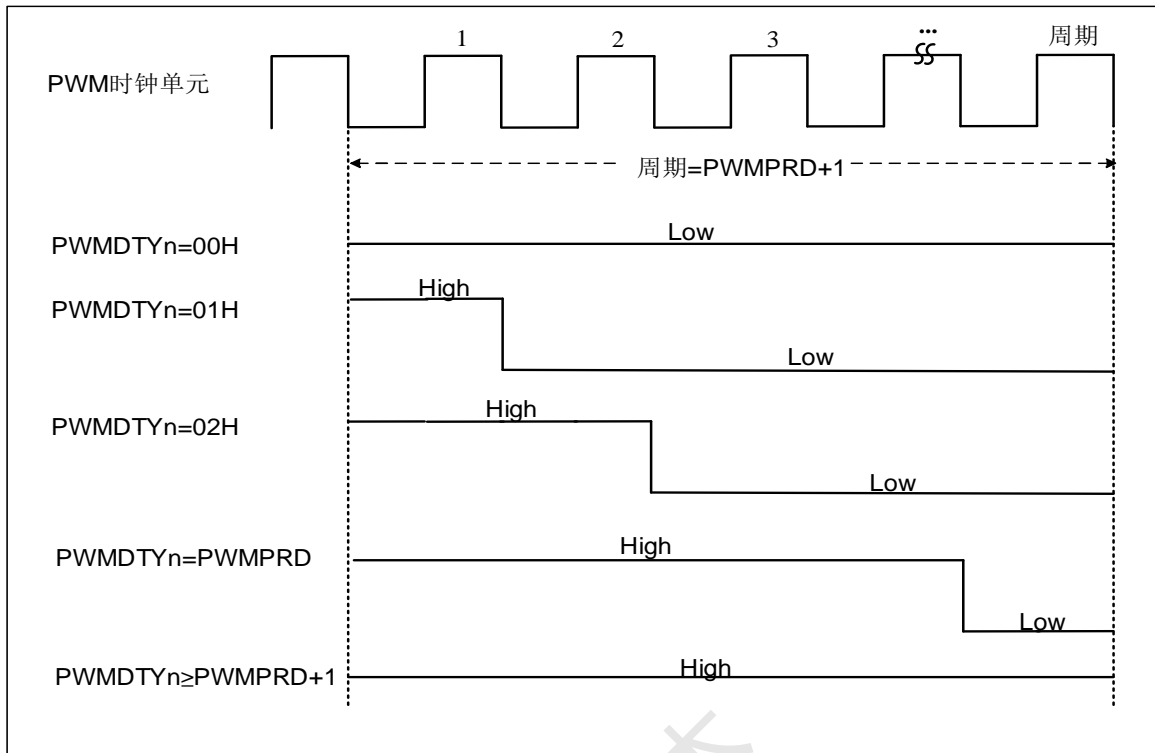 1 2 3 ... 周期
PWM时钟单元
周期=PWMPRD+1
PWMDTYn=00H Low
PWMDTYn=01H High Low
PWMDTYn=02H High Low
PWMDTYn=PWMPRD High Low
PWMDTYn≥PWMPRD+1 High